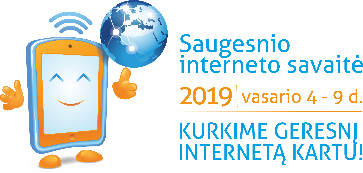 Saugesnio
interneto savaitė
2019 vasario 4 - 9 d.
KURKIME GERESNĮ
INTERNETĄ KARTU!